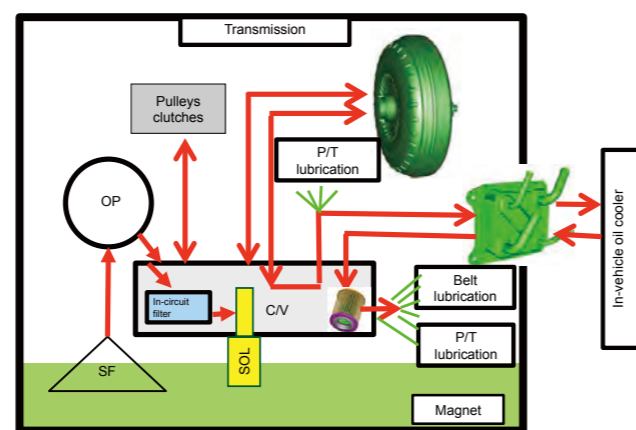 Transmission
Pulleys
clutches
P/T
lubrication
OP
In-vehicle oil cooler
In-circuit
filter
C/V
Belt
lubrication
SOL
P/T
lubrication
SF
Magnet